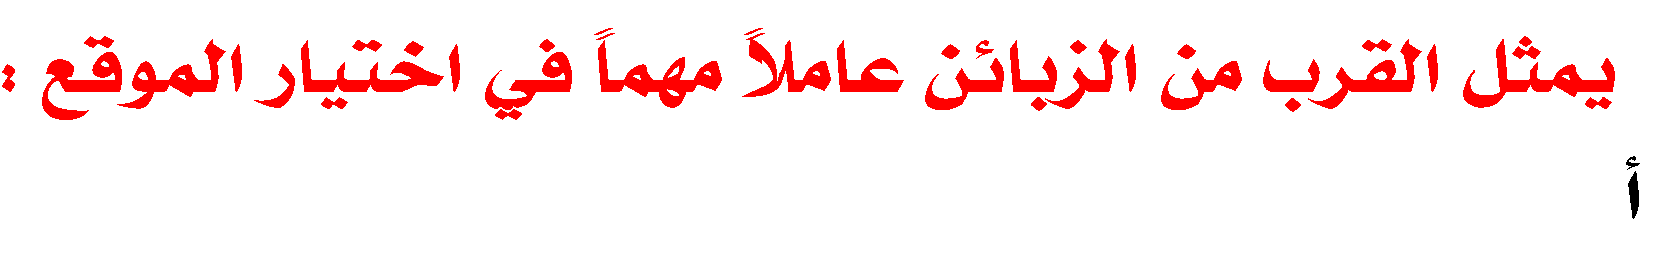 يمثل القرب من الزبائن عاملاً مهماً في اختيار الموقع :
أ